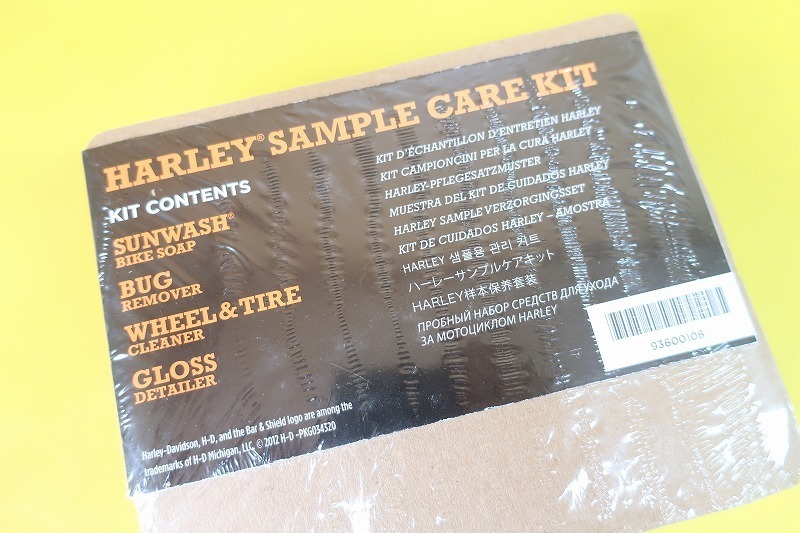 HARLEY® SAMPLE CARE KIT
KIT CONTENTS
SUNWASH®
BIKE SOAP
BUG
REMOVER
WHEEL & TIRE
CLEANER
GLOSS
DETAILER
KIT D'ÉCHANTILLON D'ENTRETIEN HARLEY
KIT CAMPIONCINI PER LA CURA HARLEY
HARLEY-PFLEGESATZMUSTER
MUESTRA DEL KIT DE CUIDADOS HARLEY
HARLEY SAMPLE VERZORGINGSSET
KIT DE CUIDADOS HARLEY – AMOSTRA
HARLEY 샘플용 관리 키트
ハーレーサンプルケアキット
HARLEY样本保养套装
ПРОБНЫЙ НАБОР СРЕДСТВ ДЛЯ УХОДА
ЗА МОТОЦИКЛОМ HARLEY
93600106
Harley-Davidson, H-D, and the Bar & Shield logo are among the
trademarks of H-D Michigan, LLC. © 2012 H-D -PKG034320